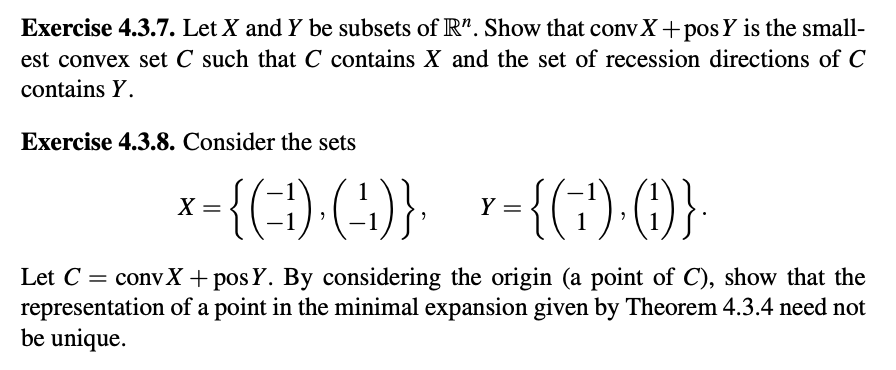 Exercise 4.3.7. Let X and Y be subsets of ℝⁿ. Show that conv X + pos Y is the small-
est convex set C such that C contains X and the set of recession directions of C
contains Y.
Exercise 4.3.8. Consider the sets
X = { (−1 −1), (1 −1) }, Y = { (−1 1), (1 1) }.
Let C = conv X + pos Y. By considering the origin (a point of C), show that the
representation of a point in the minimal expansion given by Theorem 4.3.4 need not
be unique.